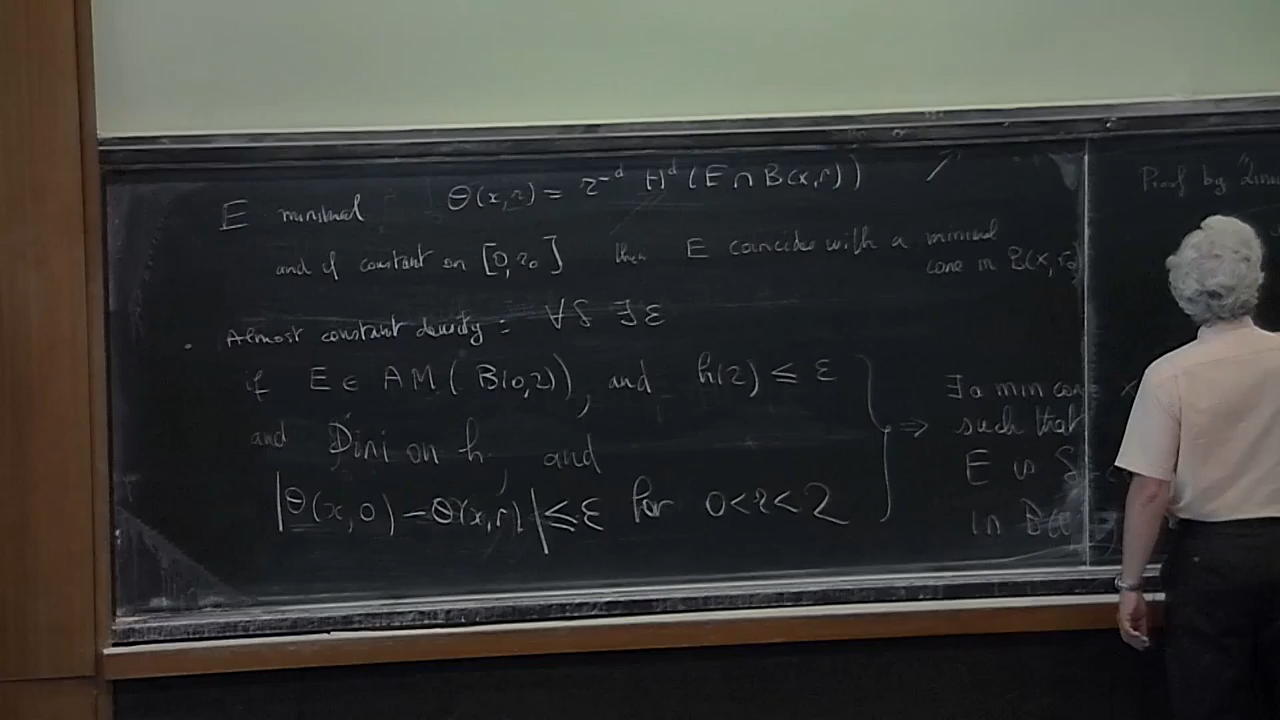 E minimal θ(x,r) = r^{-d} H^d (E ∩ B(x,r)) ↗
and if constant on [0,r₀] then E coincides with a minimal
cone in B(x,r₀)
. Almost constant density: ∀δ ∃ε
if E ∈ AM(B(0,2)), and h(2) ≤ ε
and Dini on h, and
|θ(x,0) - θ(x,r)| ≤ ε for 0<r<2
⇒ ∃ a min cone X
such that
E is δ-
in B(
Proof by